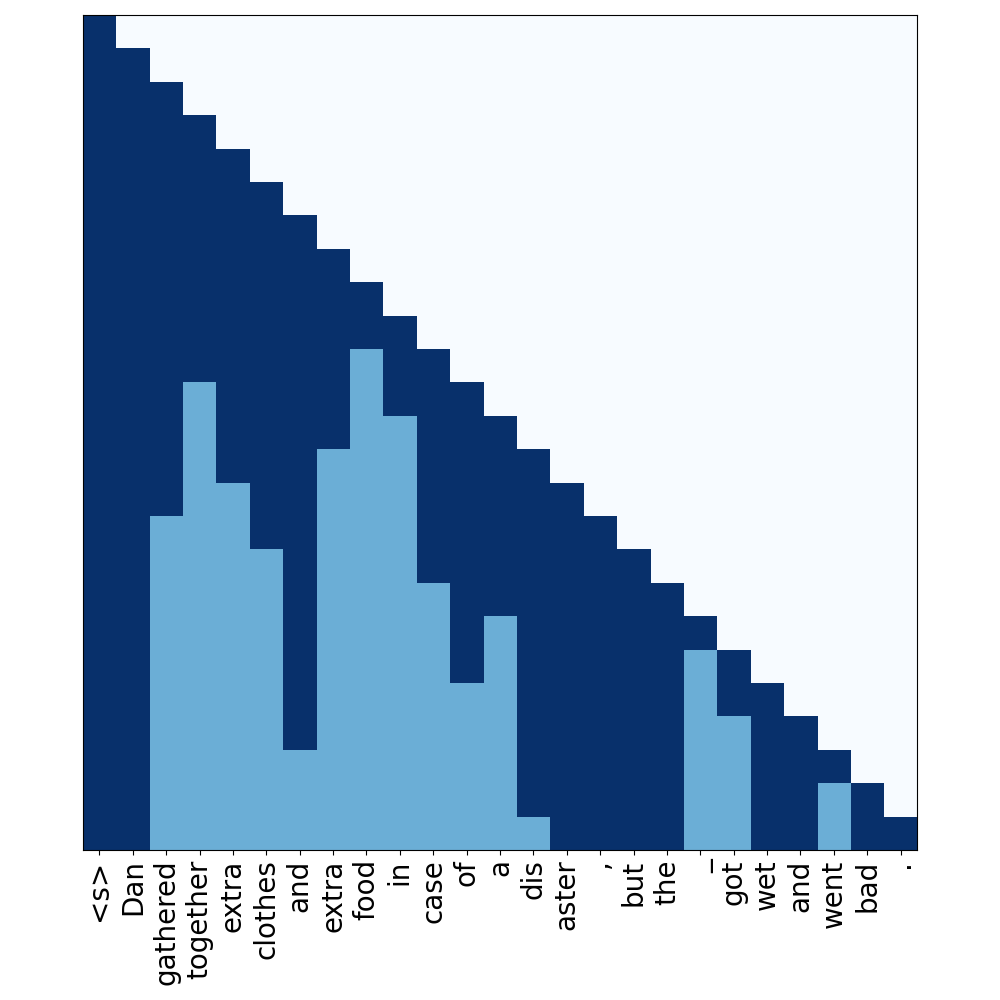 <s>
Dan
gathered
together
extra
clothes
and
extra
food
in
case
of
a
dis
aster
,
but
the
_
got
wet
and
went
bad
.